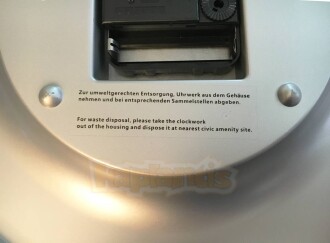 Zur umweltgerechten Entsorgung, Uhrwerk aus dem Gehäuse
nehmen und bei entsprechenden Sammelstellen abgeben.
For waste disposal, please take the clockwork
out of the housing and dispose it at nearest civic amenity site.